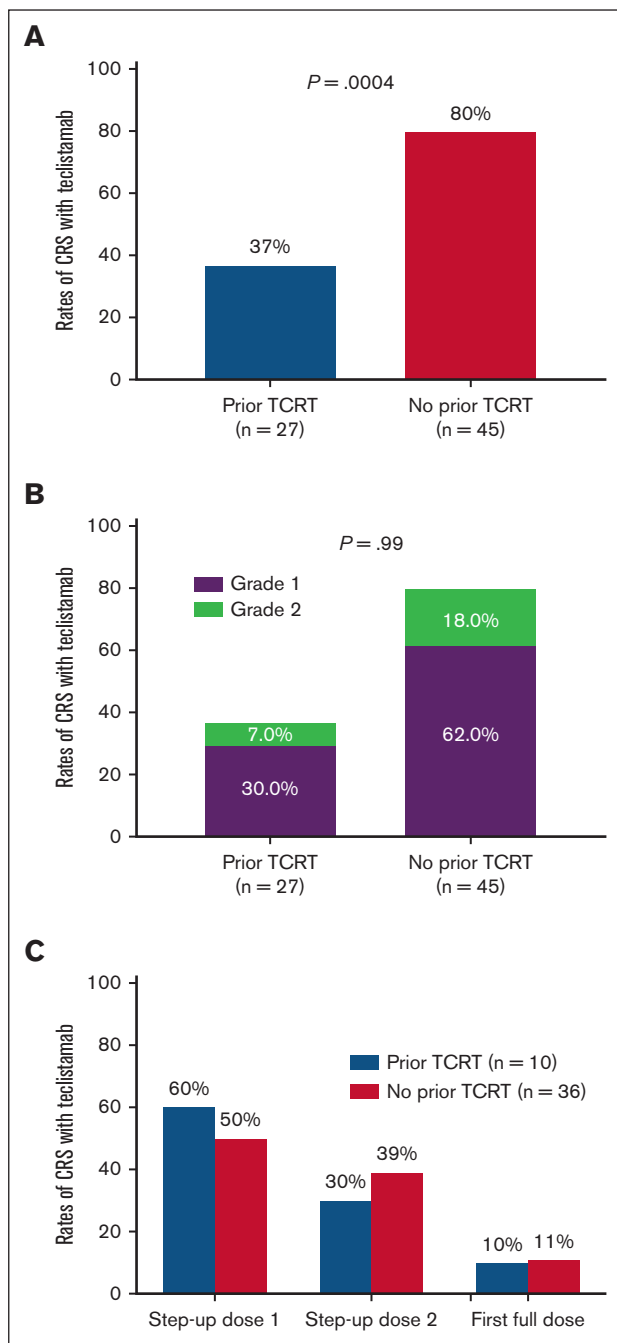 A
Rates of CRS with teclistamab
100
80
60
40
20
0
P = .0004
37%
80%
Prior TCRT
(n = 27)
No prior TCRT
(n = 45)
B
Rates of CRS with teclistamab
100
80
60
40
20
0
P = .99
Grade 1
Grade 2
7.0%
30.0%
18.0%
62.0%
Prior TCRT
(n = 27)
No prior TCRT
(n = 45)
C
Rates of CRS with teclistamab
100
80
60
40
20
0
Prior TCRT (n = 10)
No prior TCRT (n = 36)
60%
50%
30%
39%
10%
11%
Step-up dose 1
Step-up dose 2
First full dose